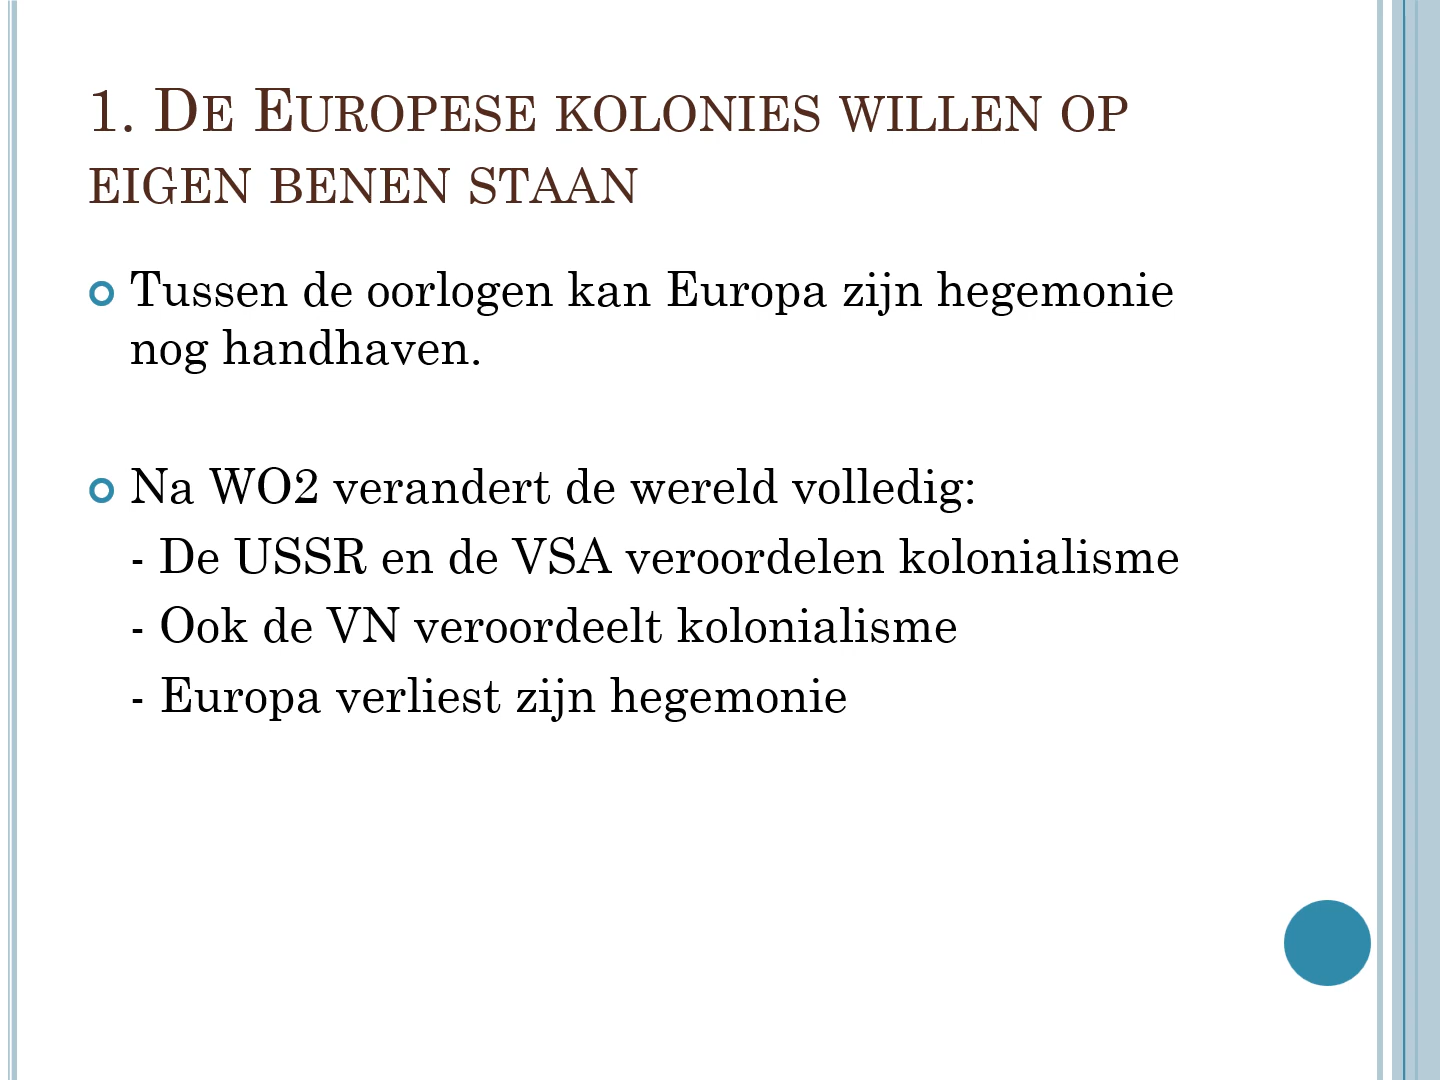 1. De Europese kolonies willen op
eigen benen staan
Tussen de oorlogen kan Europa zijn hegemonie
nog handhaven.
Na WO2 verandert de wereld volledig:
- De USSR en de VSA veroordelen kolonialisme
- Ook de VN veroordeelt kolonialisme
- Europa verliest zijn hegemonie